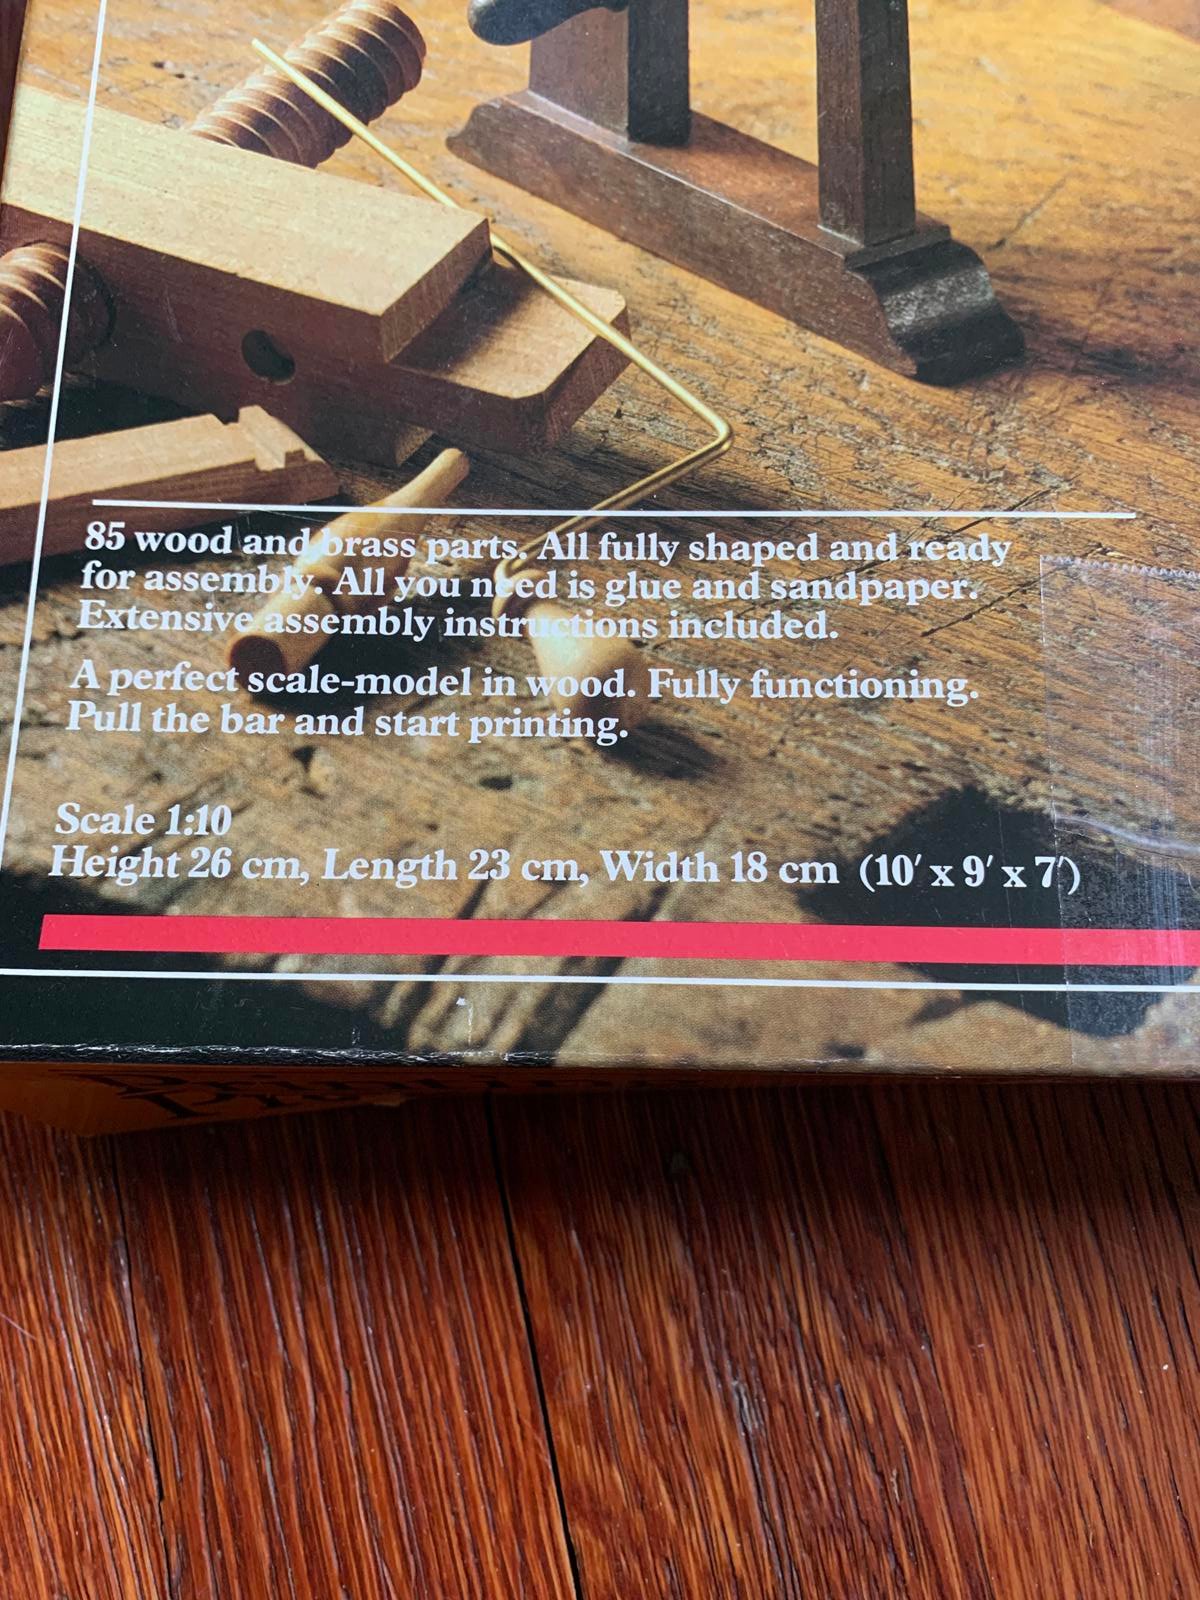 85 wood and brass parts. All fully shaped and ready
for assembly. All you need is glue and sandpaper.
Extensive assembly instructions included.
A perfect scale-model in wood. Fully functioning.
Pull the bar and start printing.
Scale 1:10
Height 26 cm, Length 23 cm, Width 18 cm (10′ x 9′ x 7′)